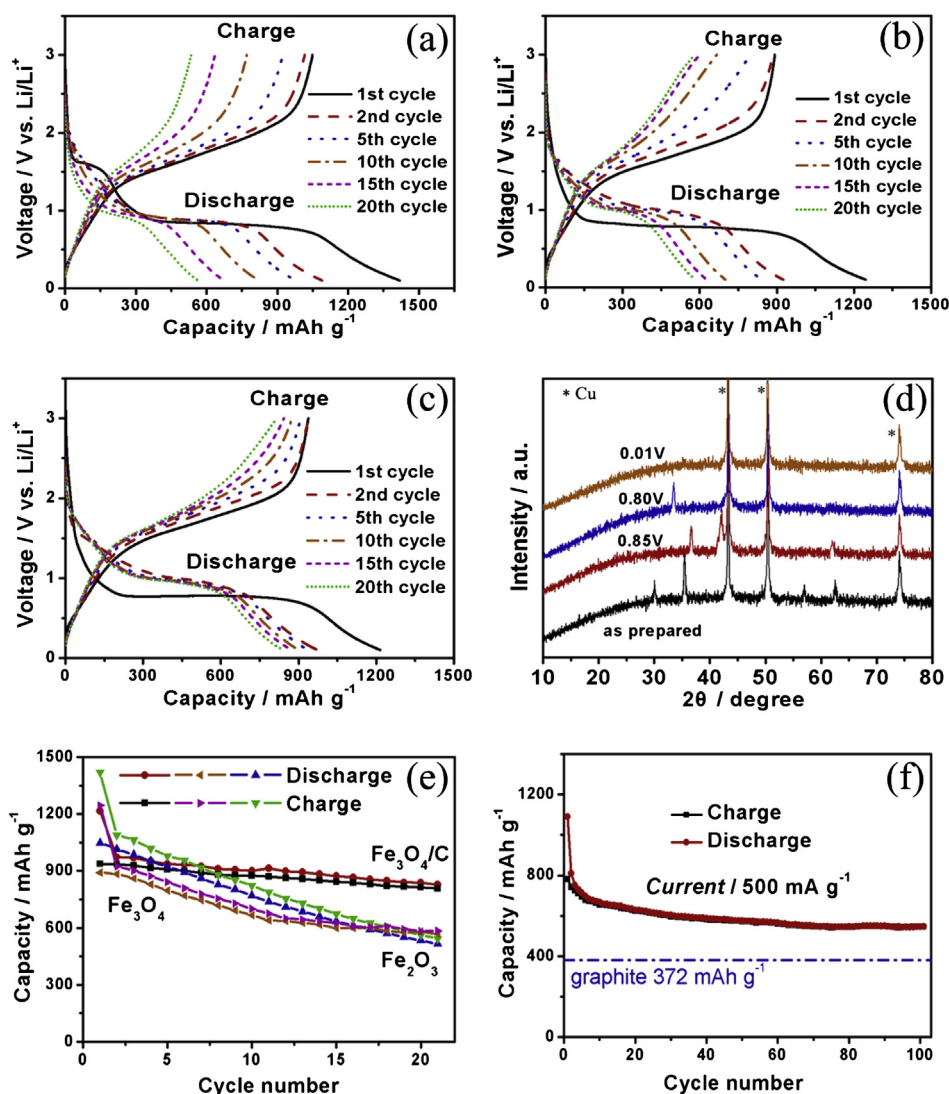 (a)
Charge
1st cycle
2nd cycle
5th cycle
10th cycle
15th cycle
20th cycle
Discharge
Voltage / V vs. Li/Li+
3
2
1
0
0 300 600 900 1200 1500
Capacity / mAh g-1
(b)
Charge
1st cycle
2nd cycle
5th cycle
10th cycle
15th cycle
20th cycle
Discharge
Voltage / V vs. Li/Li+
3
2
1
0
0 300 600 900 1200 1500
Capacity / mAh g-1
(c)
Charge
1st cycle
2nd cycle
5th cycle
10th cycle
15th cycle
20th cycle
Discharge
Voltage / V vs. Li/Li+
3
2
1
0
0 300 600 900 1200 1500
Capacity / mAh g-1
(d)
* Cu
* * *
0.01V
0.80V
0.85V
as prepared
Intensity / a.u.
10 20 30 40 50 60 70 80
2θ / degree
(e)
Discharge
Charge
Fe3O4/C
Fe3O4
Fe2O3
Capacity / mAh g-1
1500
1200
900
600
300
0
0 5 10 15 20
Cycle number
(f)
Charge
Discharge
Current / 500 mA g-1
graphite 372 mAh g-1
Capacity / mAh g-1
1200
800
400
0
0 20 40 60 80 100
Cycle number